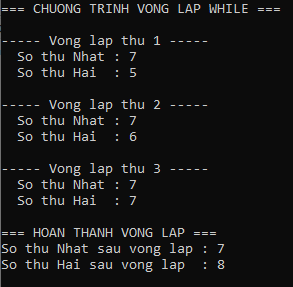 === CHUONG TRINH VONG LAP WHILE ===
----- Vong lap thu 1 -----
So thu Nhat : 7
So thu Hai  : 5
----- Vong lap thu 2 -----
So thu Nhat : 7
So thu Hai  : 6
----- Vong lap thu 3 -----
So thu Nhat : 7
So thu Hai  : 7
=== HOAN THANH VONG LAP ===
So thu Nhat sau vong lap : 7
So thu Hai sau vong lap  : 8